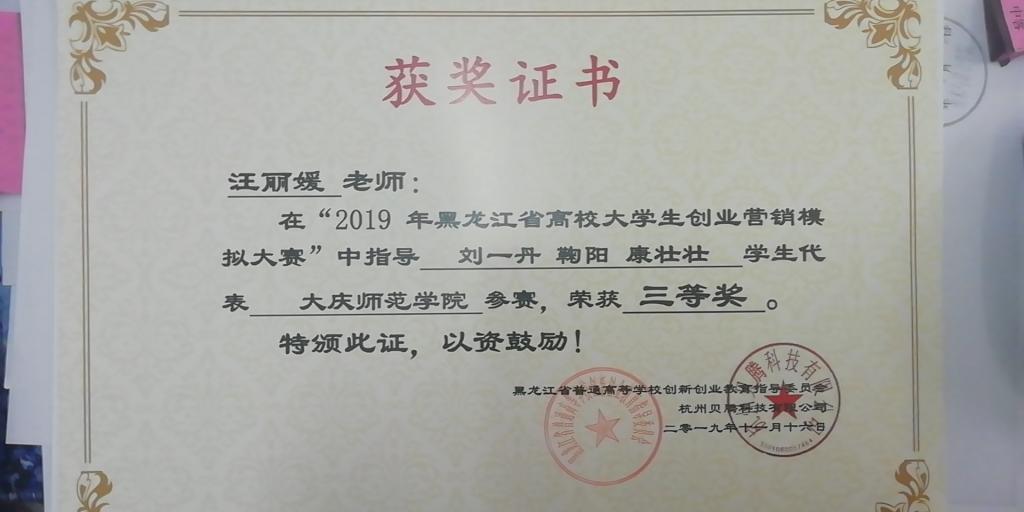 获奖证书
汪丽媛 老师：
在“2019 年黑龙江省高校大学生创业营销模
拟大赛”中指导 刘一丹 鞠阳 康壮壮 学生代
表 大庆师范学院 参赛，荣获 三等奖 。
特颁此证，以资鼓励！
黑龙江省普通高等学校创新创业教育指导委员会
杭州贝腾科技有限公司
二零一九年十一月十六日